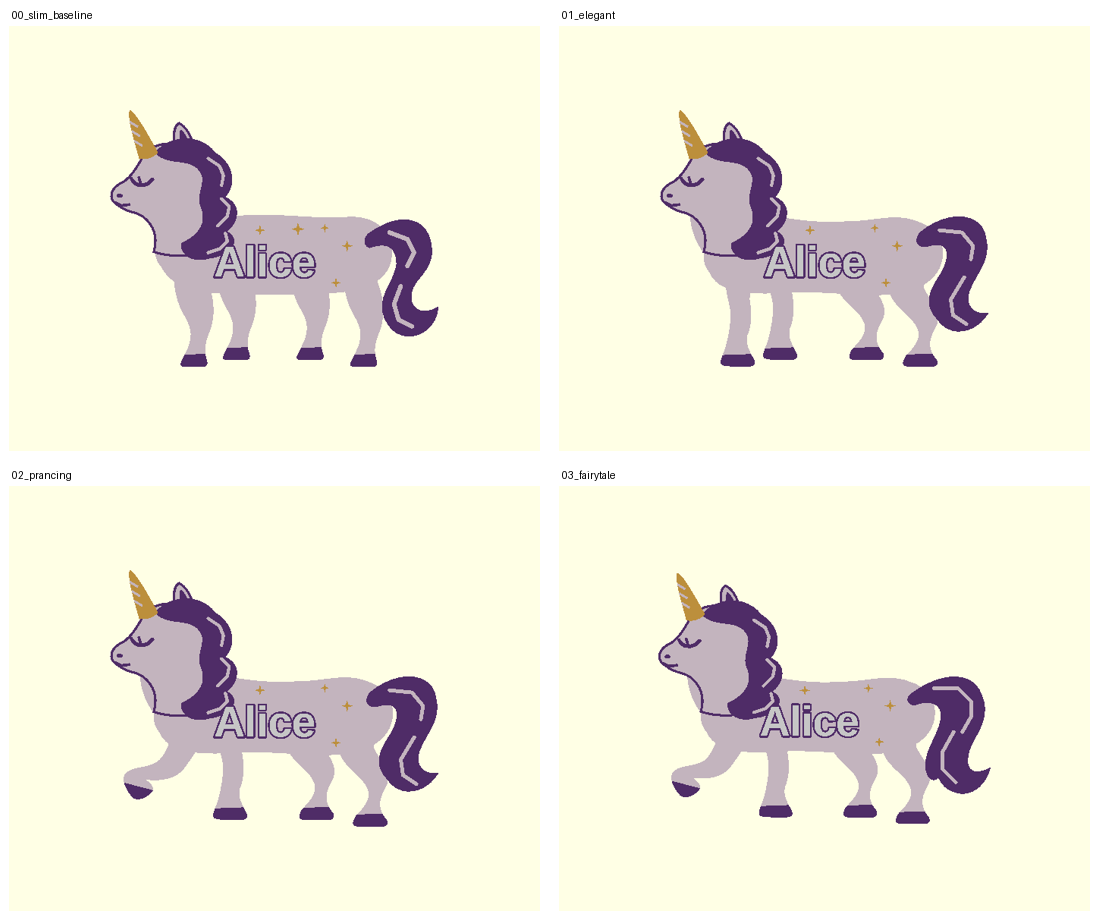 00_slim_baseline
01_elegant
Alice
Alice
02_prancing
03_fairytale
Alice
Alice